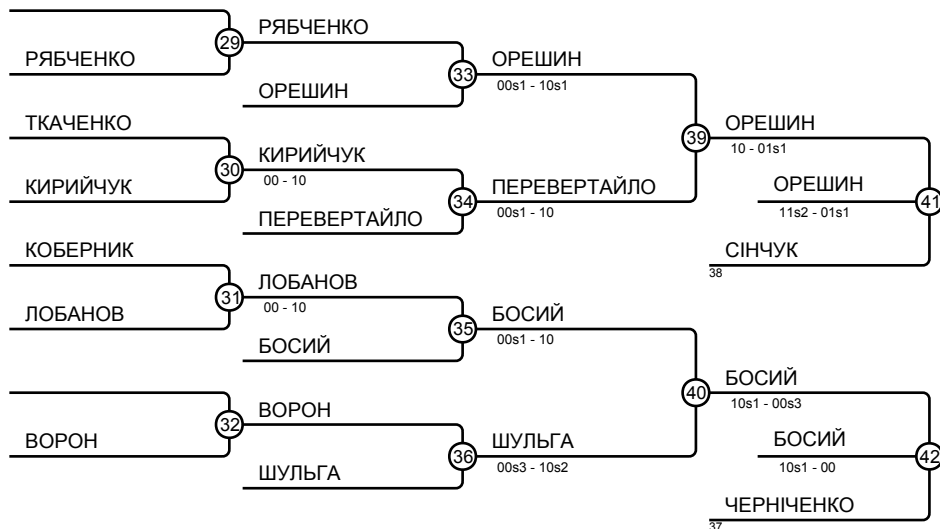 РЯБЧЕНКО
29
РЯБЧЕНКО
ОРЕШИН
33
ОРЕШИН
00s1 - 10s1
ТКАЧЕНКО
39
ОРЕШИН
10 - 01s1
30
КИРИЙЧУК
00 - 10
КИРИЙЧУК
34
ПЕРЕВЕРТАЙЛО
00s1 - 10
ОРЕШИН
11s2 - 01s1
41
ПЕРЕВЕРТАЙЛО
КОБЕРНИК
СІНЧУК
38
31
ЛОБАНОВ
00 - 10
ЛОБАНОВ
35
БОСИЙ
00s1 - 10
БОСИЙ
40
БОСИЙ
10s1 - 00s3
32
ВОРОН
ВОРОН
36
ШУЛЬГА
00s3 - 10s2
БОСИЙ
10s1 - 00
42
ШУЛЬГА
ЧЕРНІЧЕНКО
37